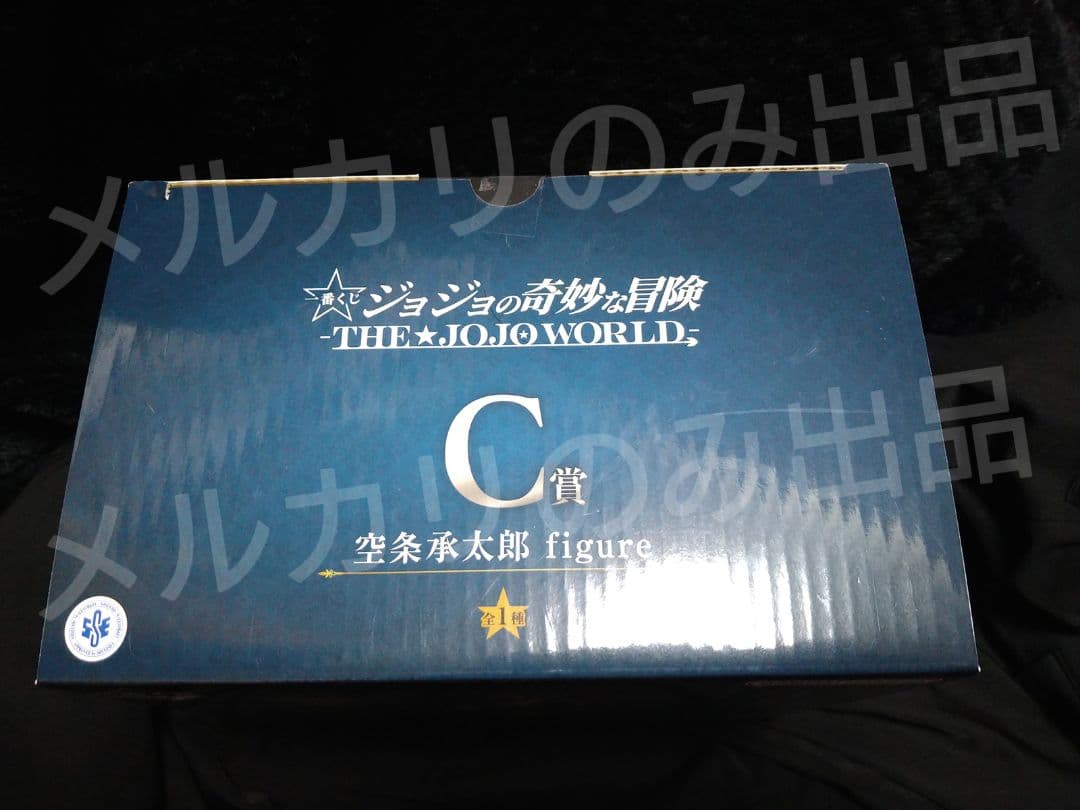 メルカリのみ出品
一番くじ ジョジョの奇妙な冒険
-THE★JOJO WORLD-
C賞
メルカリのみ出品
空条承太郎 figure
全1種